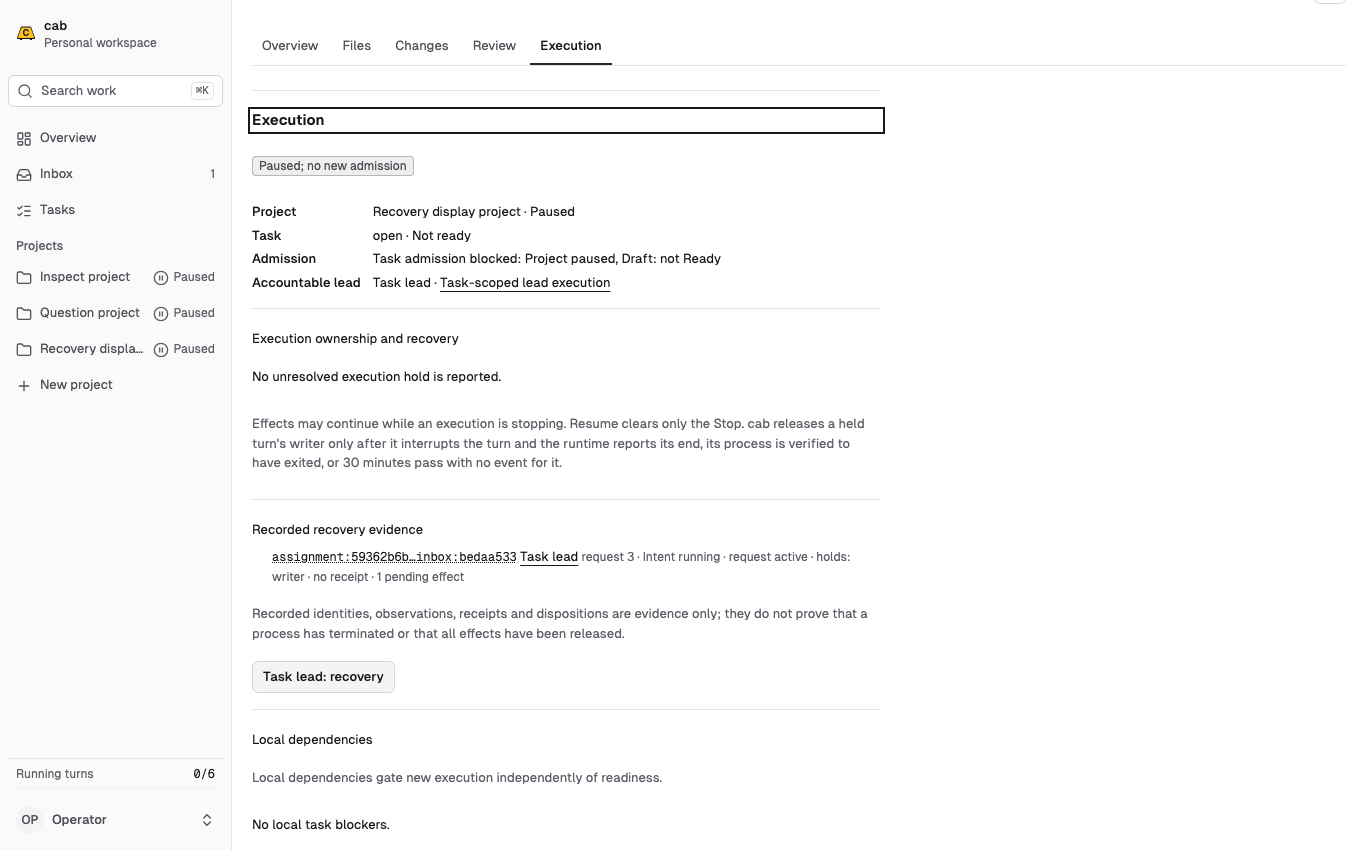 C
cab
Personal workspace
Search work
⌘K
Overview
Inbox
1
Tasks
Projects
Inspect project
Paused
Question project
Paused
Recovery displa…
Paused
New project
Running turns
0/6
OP
Operator
Overview
Files
Changes
Review
Execution
Execution
Paused; no new admission
Project
Recovery display project · Paused
Task
open · Not ready
Admission
Task admission blocked: Project paused, Draft: not Ready
Accountable lead
Task lead · Task-scoped lead execution
Execution ownership and recovery
No unresolved execution hold is reported.
Effects may continue while an execution is stopping. Resume clears only the Stop. cab releases a held
turn's writer only after it interrupts the turn and the runtime reports its end, its process is verified to
have exited, or 30 minutes pass with no event for it.
Recorded recovery evidence
assignment:59362b6b…inbox:bedaa533 Task lead request 3 · Intent running · request active · holds:
writer · no receipt · 1 pending effect
Recorded identities, observations, receipts and dispositions are evidence only; they do not prove that a
process has terminated or that all effects have been released.
Task lead: recovery
Local dependencies
Local dependencies gate new execution independently of readiness.
No local task blockers.